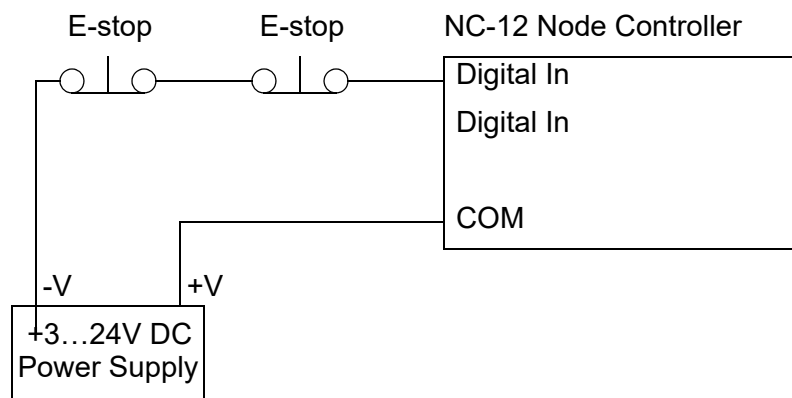 E-stop
E-stop
NC-12 Node Controller
Digital In
Digital In
COM
-V
+V
+3…24V DC
Power Supply